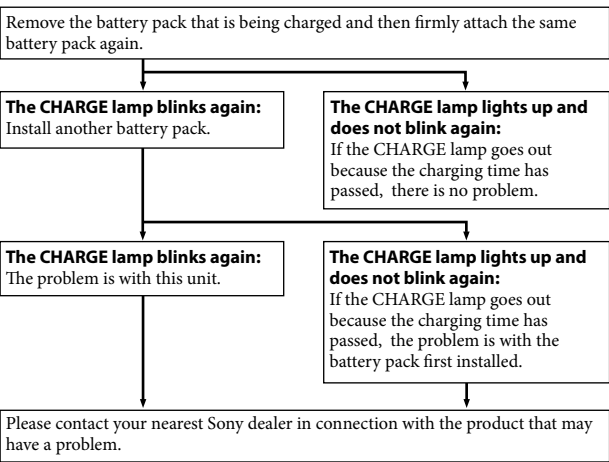 Remove the battery pack that is being charged and then firmly attach the same
battery pack again.
The CHARGE lamp blinks again:
Install another battery pack.
The CHARGE lamp lights up and
does not blink again:
If the CHARGE lamp goes out
because the charging time has
passed, there is no problem.
The CHARGE lamp blinks again:
The problem is with this unit.
The CHARGE lamp lights up and
does not blink again:
If the CHARGE lamp goes out
because the charging time has
passed, the problem is with the
battery pack first installed.
Please contact your nearest Sony dealer in connection with the product that may
have a problem.